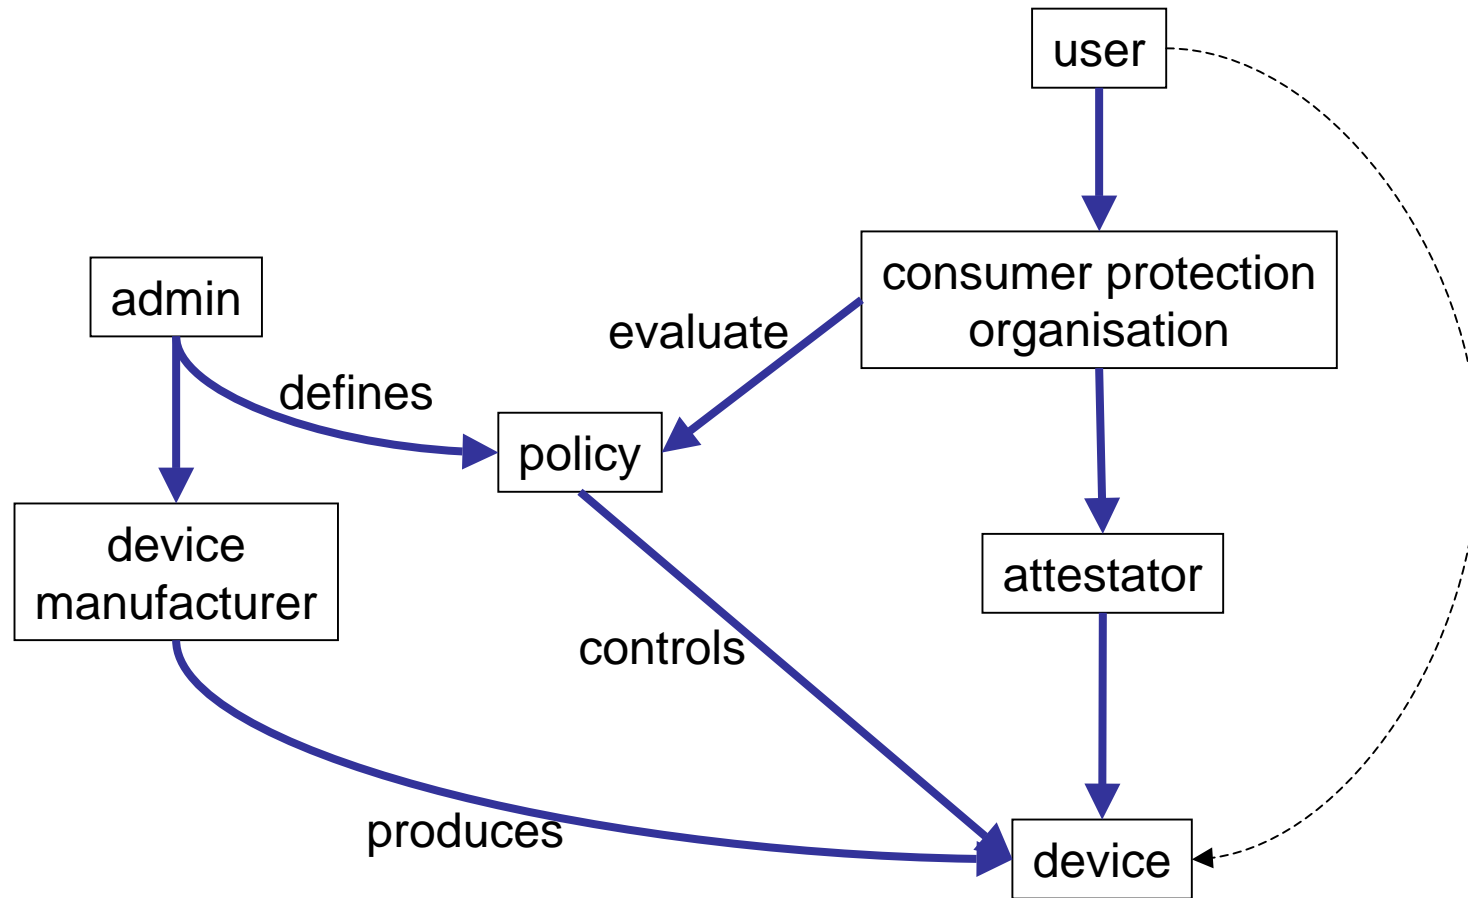 user
consumer protection
organisation
admin
evaluate
defines
policy
device
manufacturer
attestator
controls
produces
device